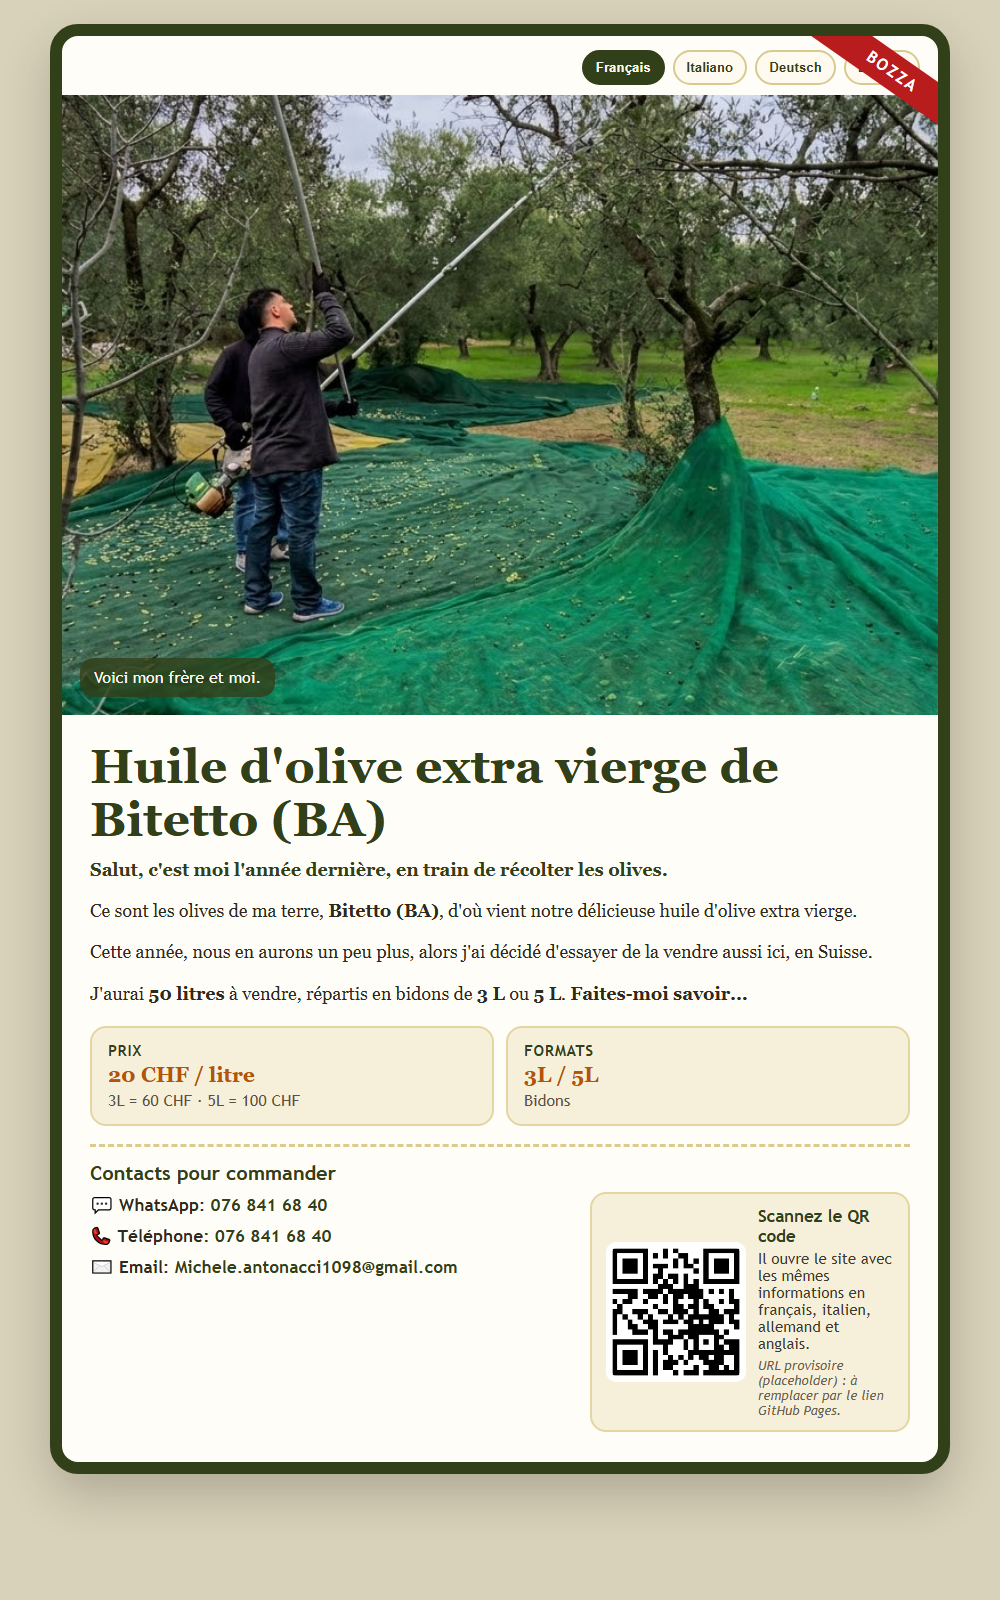 Français
Italiano
Deutsch
BOZZA
Voici mon frère et moi.
Huile d'olive extra vierge de
Bitetto (BA)
Salut, c'est moi l'année dernière, en train de récolter les olives.
Ce sont les olives de ma terre, Bitetto (BA), d'où vient notre délicieuse huile d'olive extra vierge.
Cette année, nous en aurons un peu plus, alors j'ai décidé d'essayer de la vendre aussi ici, en Suisse.
J'aurai 50 litres à vendre, répartis en bidons de 3 L ou 5 L. Faites-moi savoir...
PRIX
20 CHF / litre
3L = 60 CHF · 5L = 100 CHF
FORMATS
3L / 5L
Bidons
Contacts pour commander
WhatsApp: 076 841 68 40
Téléphone: 076 841 68 40
Email: Michele.antonacci1098@gmail.com
Scannez le QR
code
Il ouvre le site avec
les mêmes
informations en
français, italien,
allemand et
anglais.
URL provisoire
(placeholder) : à
remplacer par le lien
GitHub Pages.